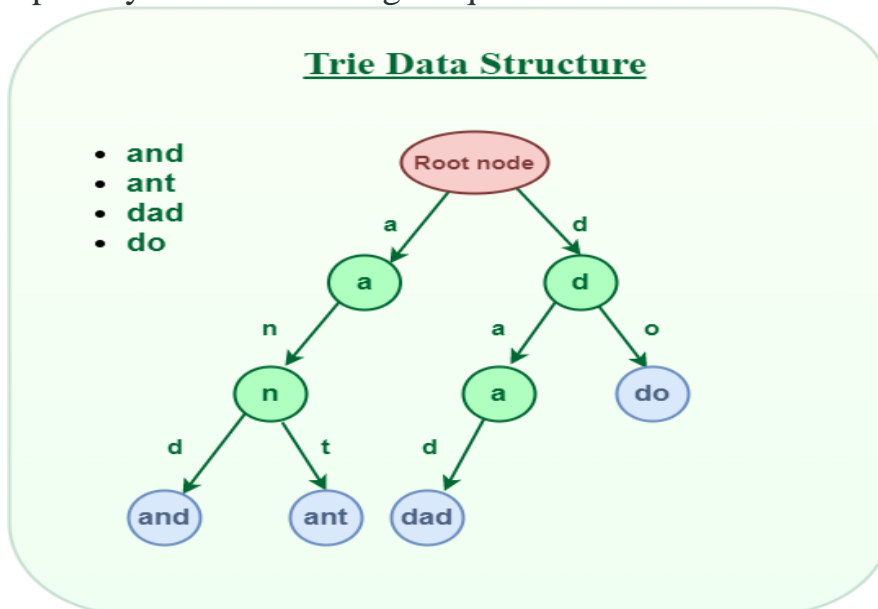 Trie Data Structure
• and
• ant
• dad
• do
Root node
a d
a d
n a o
n a do
d t d
and ant dad